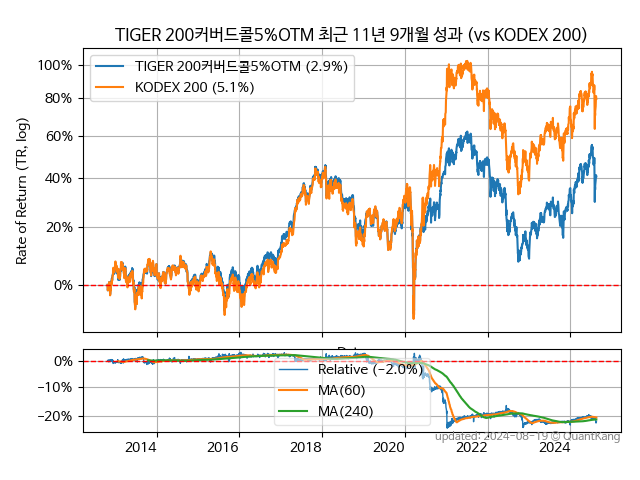 TIGER 200커버드콜5%OTM 최근 11년 9개월 성과 (vs KODEX 200)
Rate of Return (TR, log)
100%
80%
60%
40%
20%
0%
TIGER 200커버드콜5%OTM (2.9%)
KODEX 200 (5.1%)
0%
−10%
−20%
Relative (−2.0%)
MA(60)
MA(240)
2014
2016
2018
2020
2022
2024
updated: 2024-08-19 © QuantKang